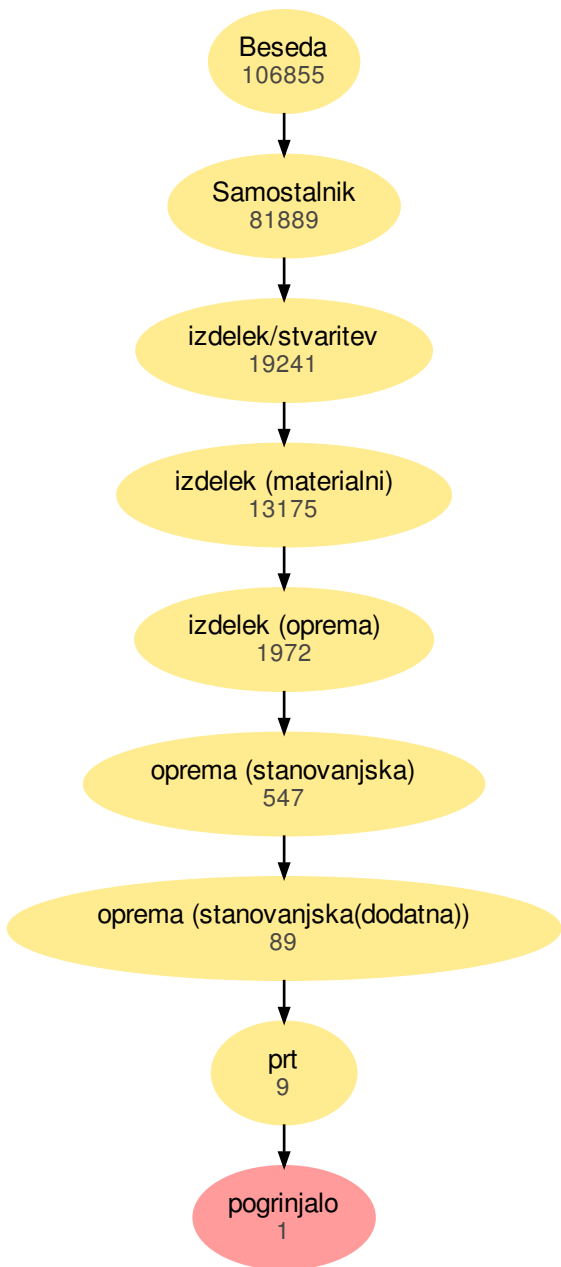 Beseda
106855
Samostalnik
81889
izdelek/stvaritev
19241
izdelek (materialni)
13175
izdelek (oprema)
1972
oprema (stanovanjska)
547
oprema (stanovanjska(dodatna))
89
prt
9
pogrinjalo
1